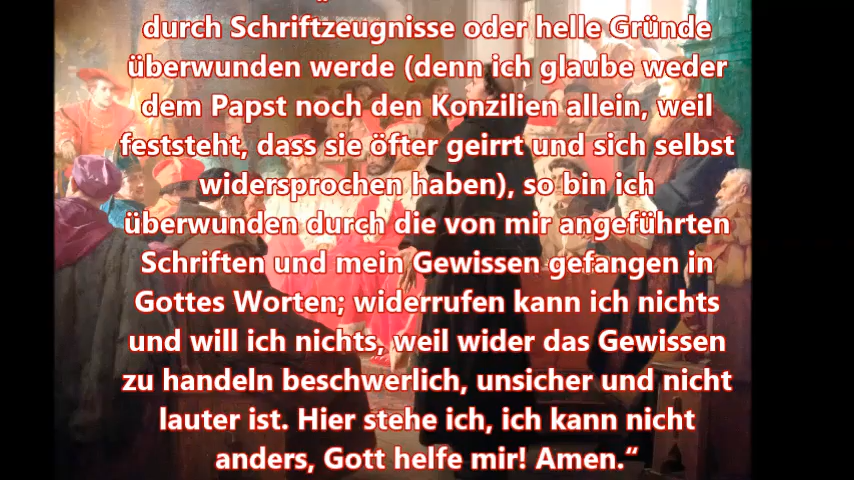 durch Schriftzeugnisse oder helle Gründe
überwunden werde (denn ich glaube weder
dem Papst noch den Konzilien allein, weil
feststeht, dass sie öfter geirrt und sich selbst
widersprochen haben), so bin ich
überwunden durch die von mir angeführten
Schriften und mein Gewissen gefangen in
Gottes Worten; widerrufen kann ich nichts
und will ich nichts, weil wider das Gewissen
zu handeln beschwerlich, unsicher und nicht
lauter ist. Hier stehe ich, ich kann nicht
anders, Gott helfe mir! Amen.“